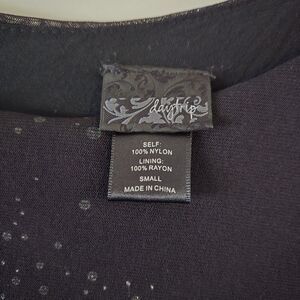 daytrip
SELF:
100% NYLON
LINING:
100% RAYON
SMALL
MADE IN CHINA